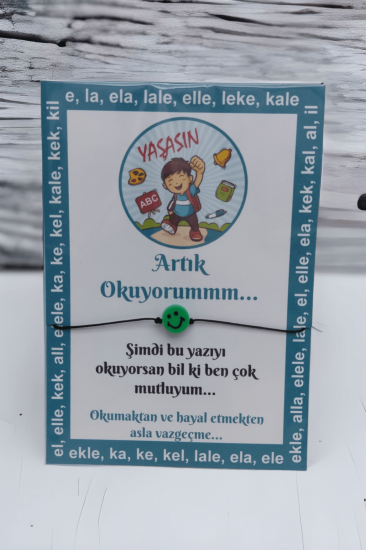 e, la, ela, lale, elle, leke, kale
YAŞASIN
ABC
Artık
Okuyorummm...
Şimdi bu yazıyı
okuyorsan bil ki ben çok
mutluyum...
Okumaktan ve hayal etmekten
asla vazgeçme...
el, elle, kek, all, elele, ka, ke, kel, kale, kek, kil
ekle, alla, elele, lale, el, elle, ela, kek, kal, al, il
ekle, ka, ke, kel, lale, ela, ele